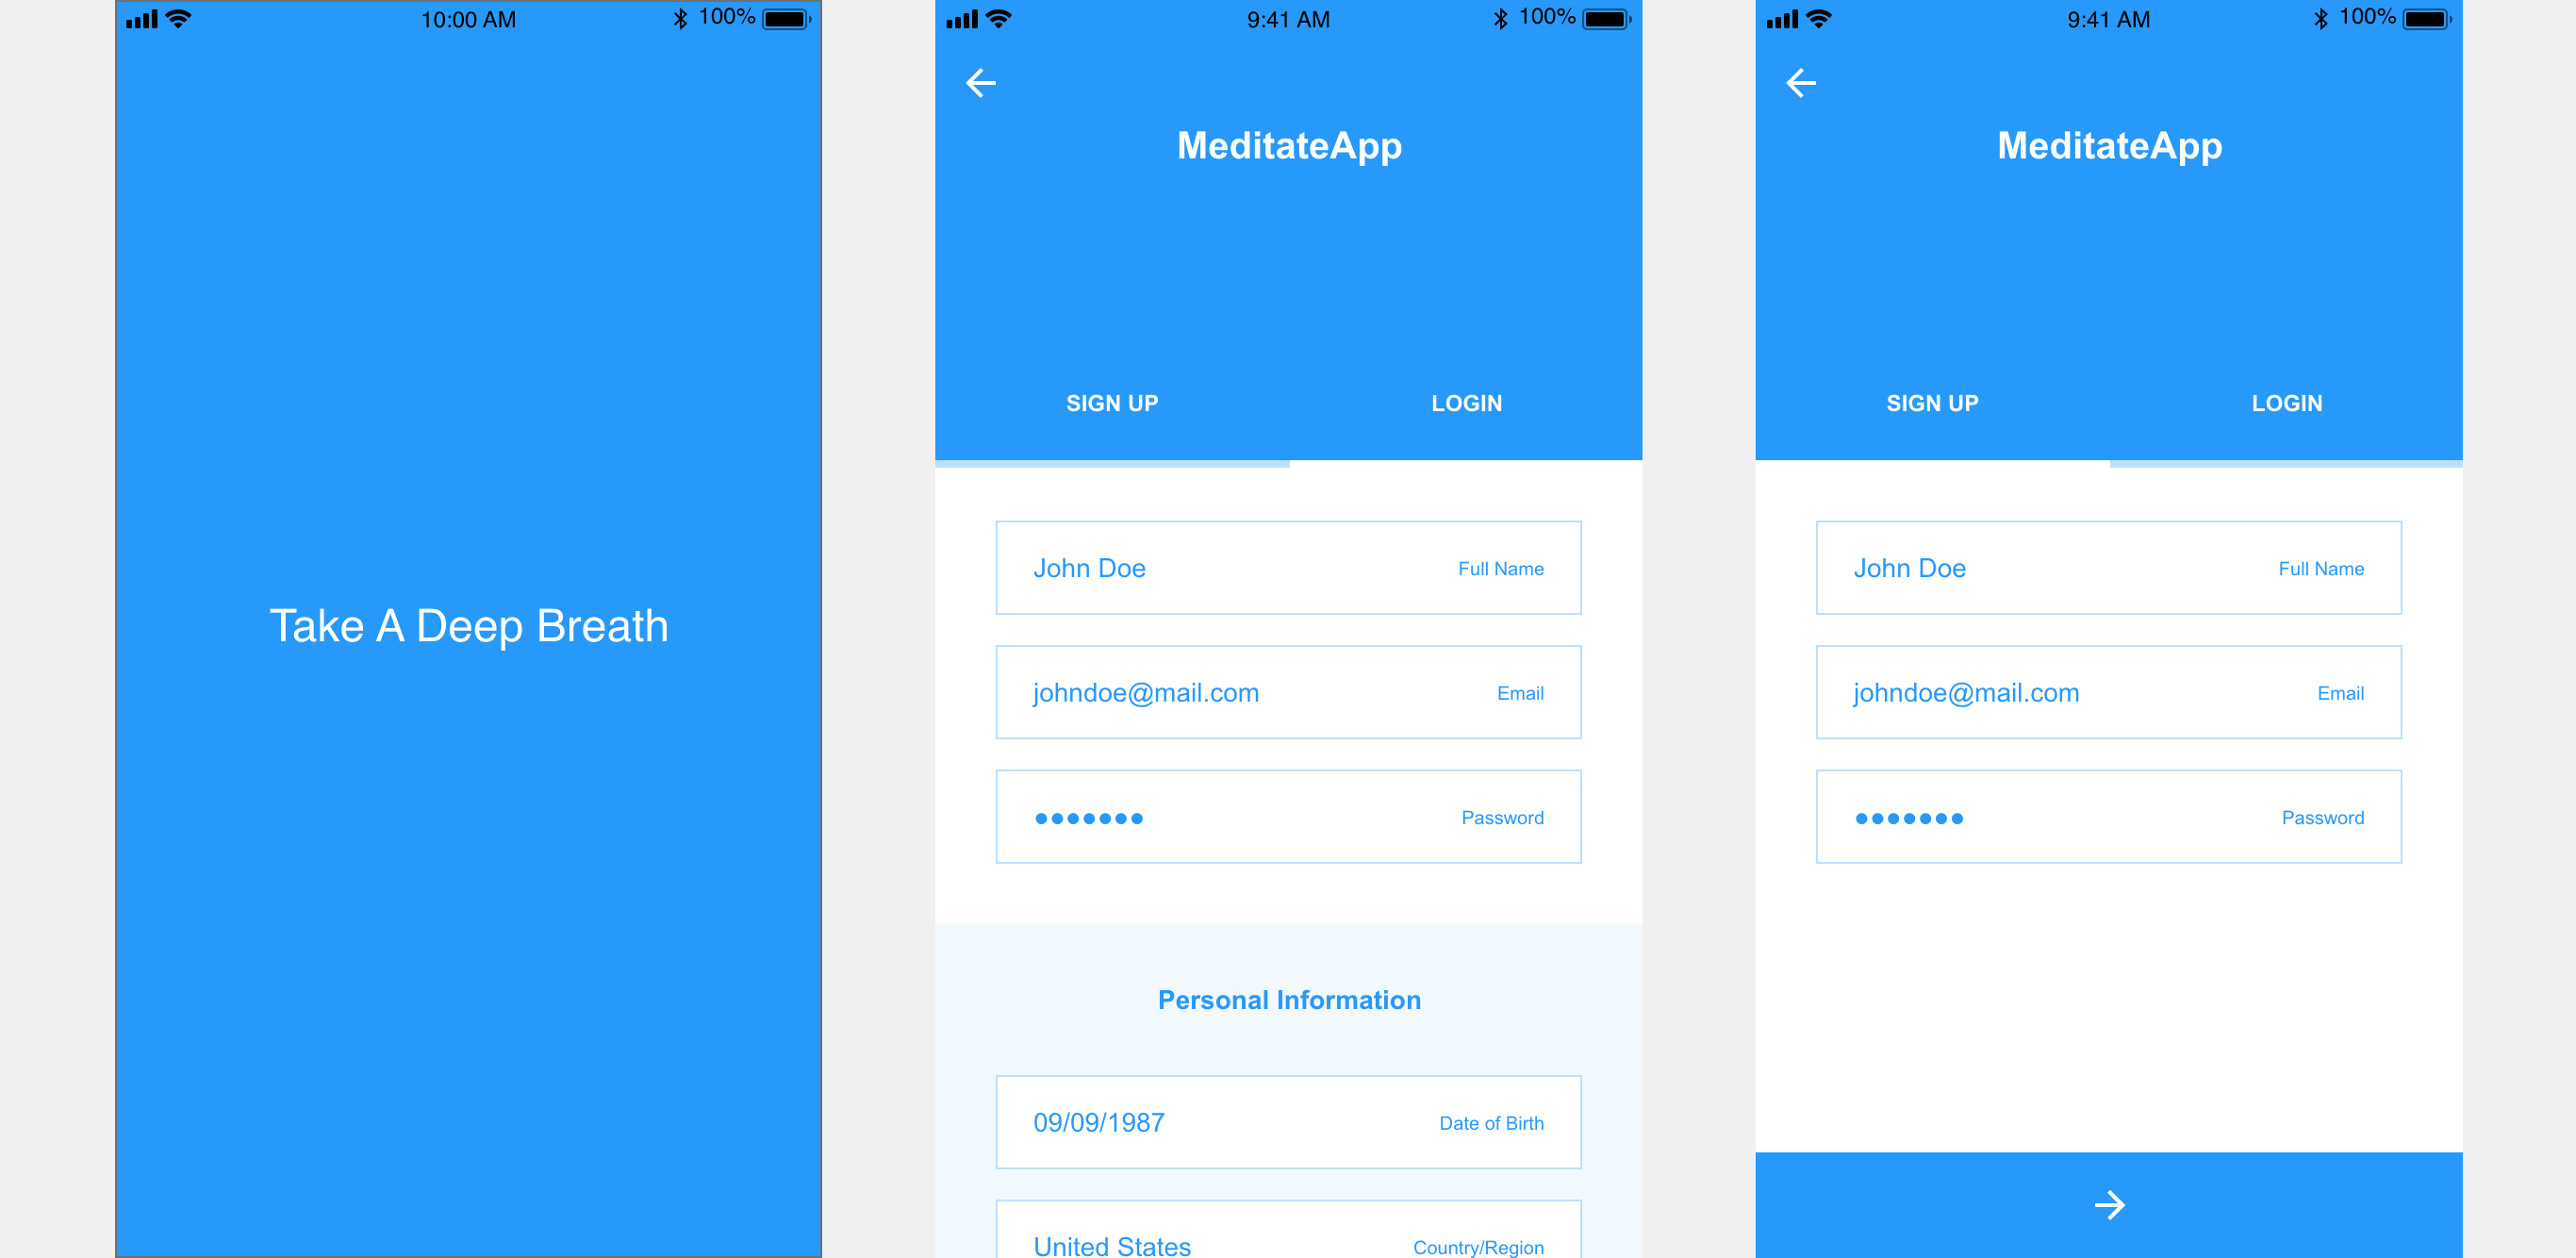 10:00 AM
100%
Take A Deep Breath
9:41 AM
100%
MeditateApp
SIGN UP
LOGIN
John Doe
Full Name
johndoe@mail.com
Email
Password
Personal Information
09/09/1987
Date of Birth
United States
Country/Region
9:41 AM
100%
MeditateApp
SIGN UP
LOGIN
John Doe
Full Name
johndoe@mail.com
Email
Password